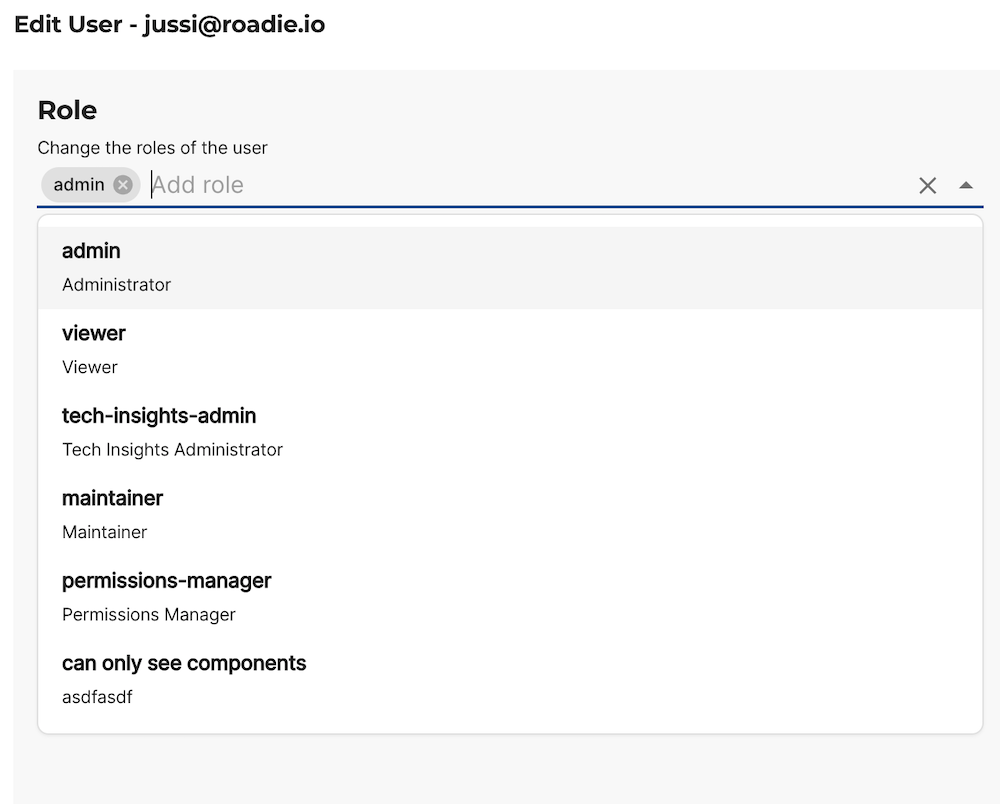 Edit User - jussi@roadie.io
Role
Change the roles of the user
admin Add role
admin
Administrator
viewer
Viewer
tech-insights-admin
Tech Insights Administrator
maintainer
Maintainer
permissions-manager
Permissions Manager
can only see components
asdfasdf